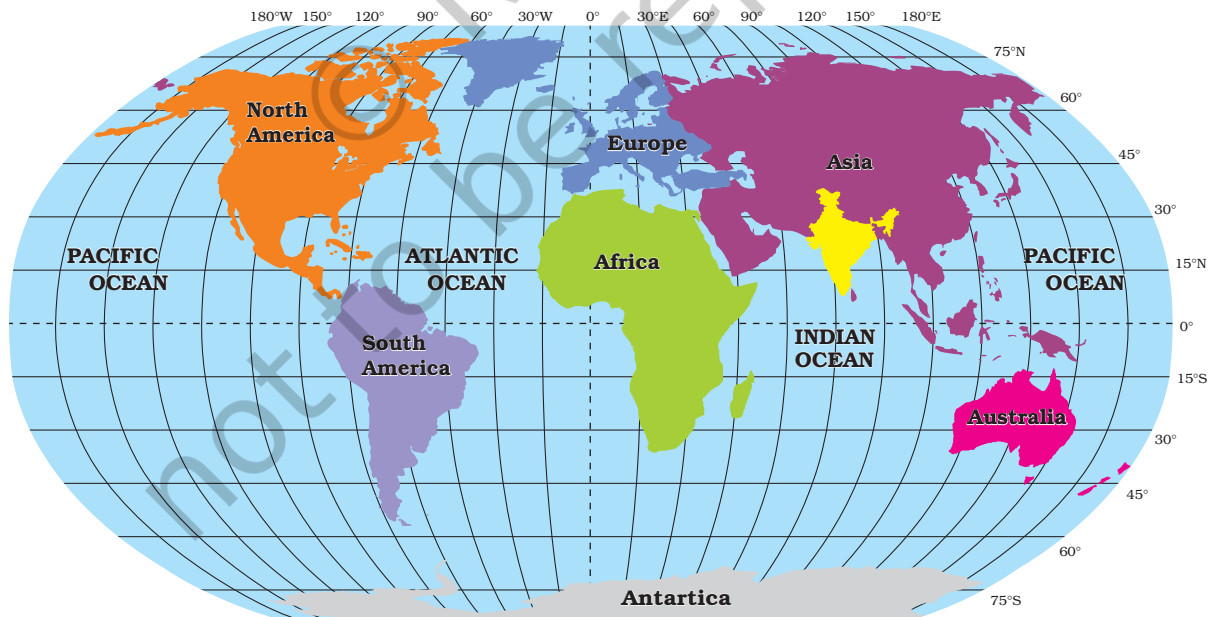 180°W 150° 120° 90° 60° 30°W 0° 30°E 60° 90° 120° 150° 180°E
75°N
60°
45°
30°
15°N
0°
15°S
30°
45°
60°
75°S
North
America
Europe
Asia
PACIFIC
OCEAN
ATLANTIC
OCEAN
Africa
PACIFIC
OCEAN
INDIAN
OCEAN
South
America
Australia
Antartica
not to be re